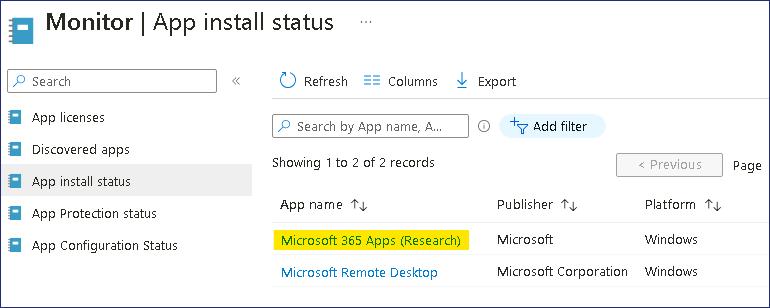 Monitor | App install status ...
Search «
App licenses
Discovered apps
App install status
App Protection status
App Configuration Status
Refresh Columns Export
Search by App name, A... Add filter
Showing 1 to 2 of 2 records < Previous Page
App name ↑↓ Publisher ↑↓ Platform ↑↓
Microsoft 365 Apps (Research) Microsoft Windows
Microsoft Remote Desktop Microsoft Corporation Windows